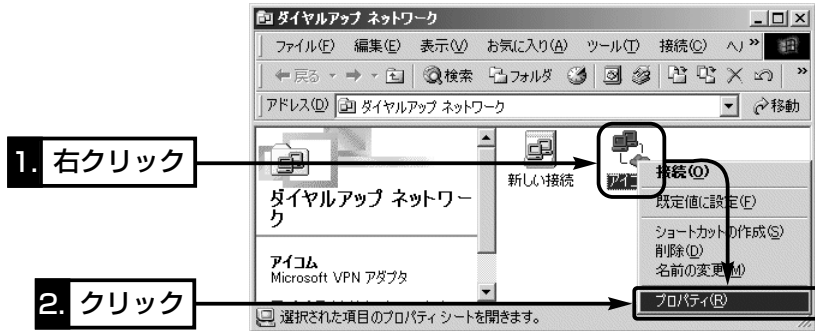 ダイヤルアップ ネットワーク
ファイル(F) 編集(E) 表示(V) お気に入り(A) ツール(T) 接続(C) ヘ »
戻る 検索 フォルダ »
アドレス(D) ダイヤルアップ ネットワーク 移動
1. 右クリック
ダイヤルアップ ネットワー
ク
アイコム
Microsoft VPN アダプタ
新しい接続
アイコ
接続(O)
既定値に設定(F)
ショートカットの作成(S)
削除(D)
名前の変更(M)
プロパティ(R)
2. クリック
選択された項目のプロパティ シートを開きます。